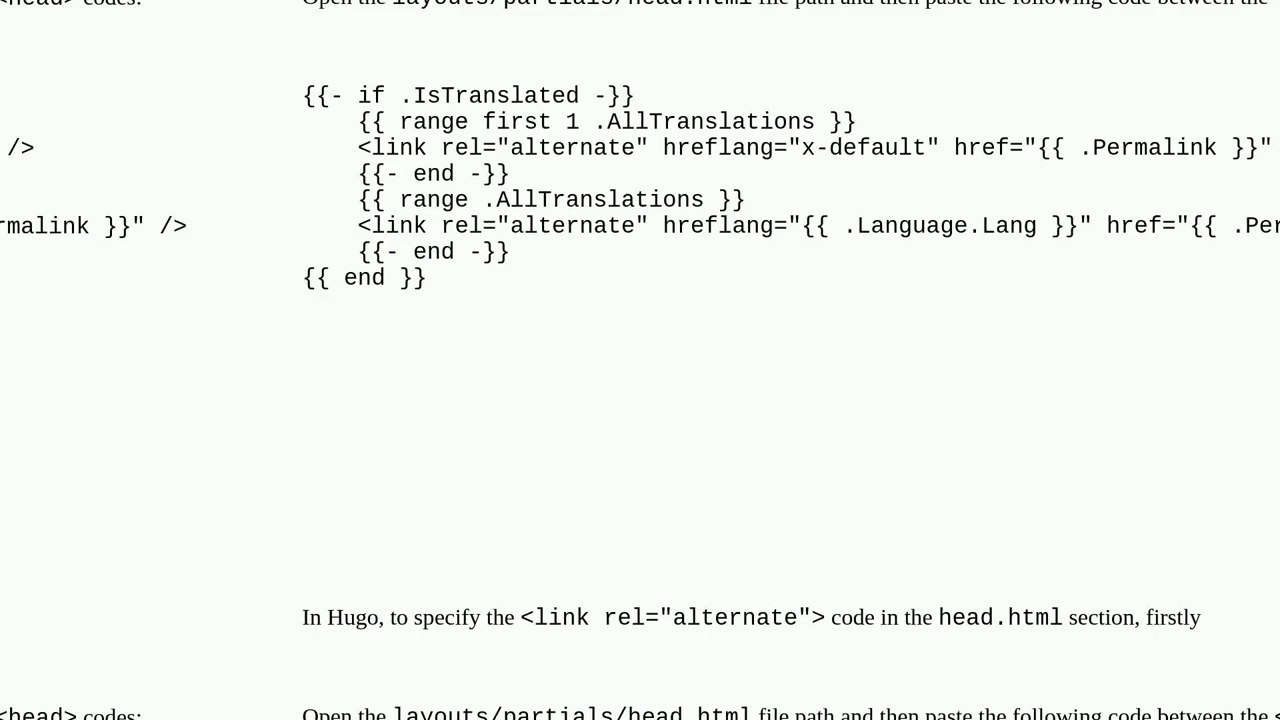 <head> codes: Open the layouts/partials/head.html file path and then paste the following code between the
{{- if .IsTranslated -}}
{{ range first 1 .AllTranslations }}
/> <link rel="alternate" hreflang="x-default" href="{{ .Permalink }}"
{{- end -}}
{{ range .AllTranslations }}
rmalink }}" /> <link rel="alternate" hreflang="{{ .Language.Lang }}" href="{{ .Per
{{- end -}}
{{ end }}
In Hugo, to specify the <link rel="alternate"> code in the head.html section, firstly
<head> codes: Open the layouts/partials/head.html file path and then paste the following code between the <